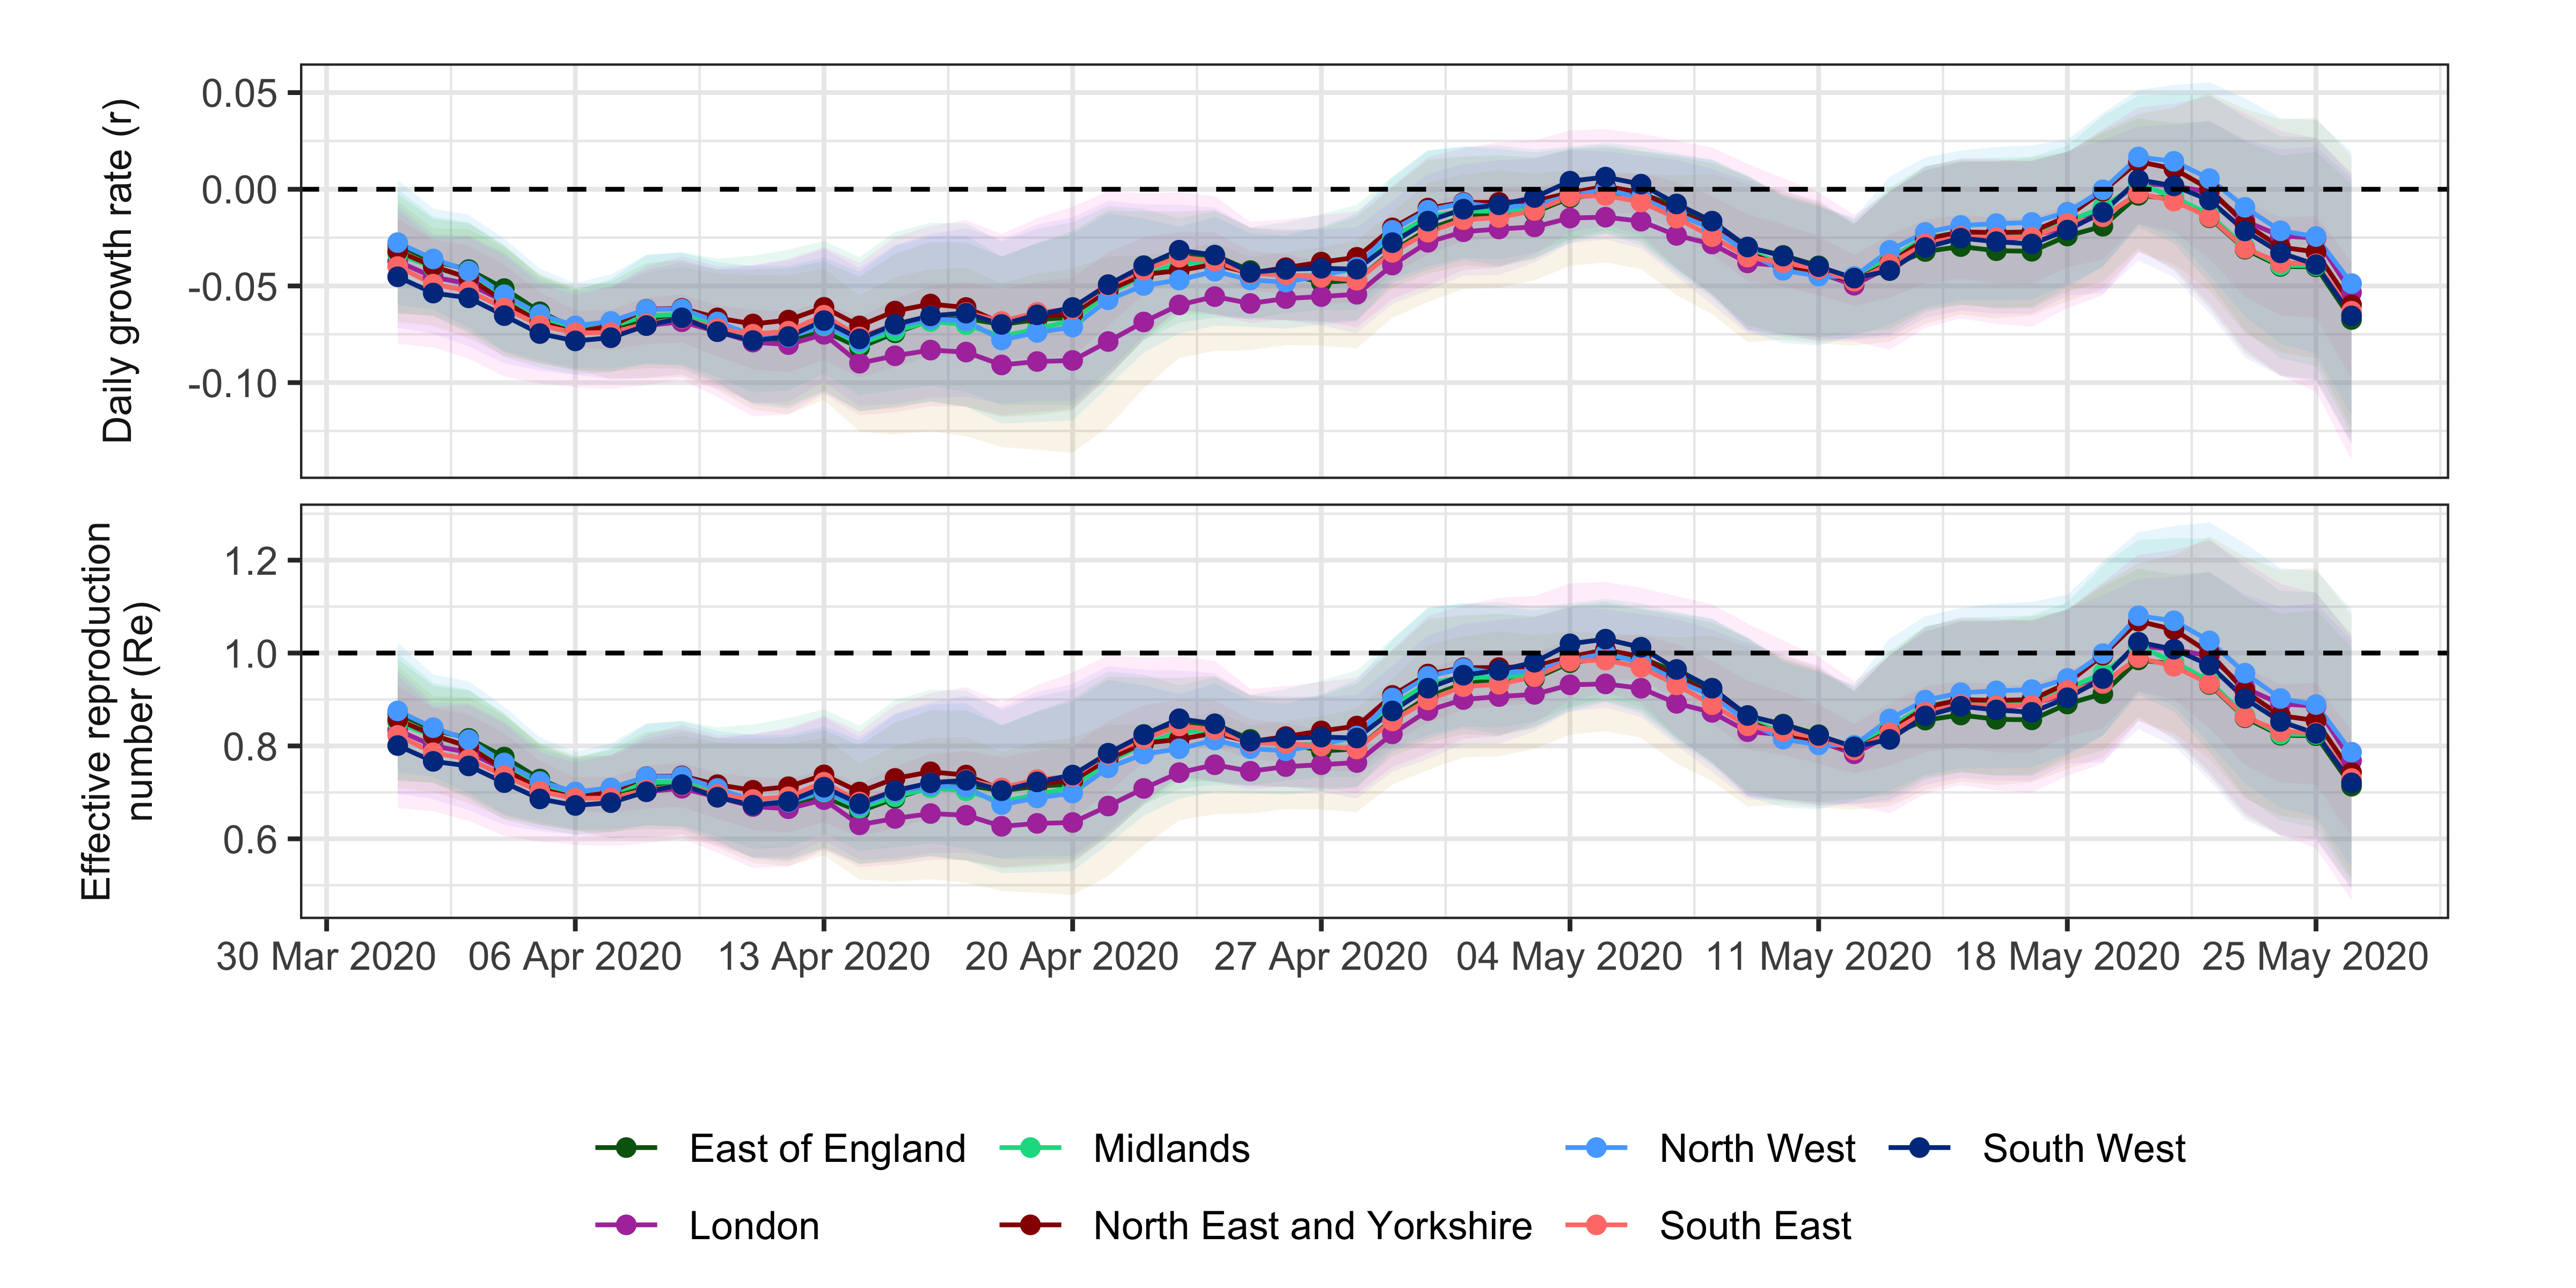 Daily growth rate (r)
0.05
0.00
-0.05
-0.10
Effective reproduction
number (Re)
1.2
1.0
0.8
0.6
30 Mar 2020 06 Apr 2020 13 Apr 2020 20 Apr 2020 27 Apr 2020 04 May 2020 11 May 2020 18 May 2020 25 May 2020
East of England Midlands North West South West
London North East and Yorkshire South East